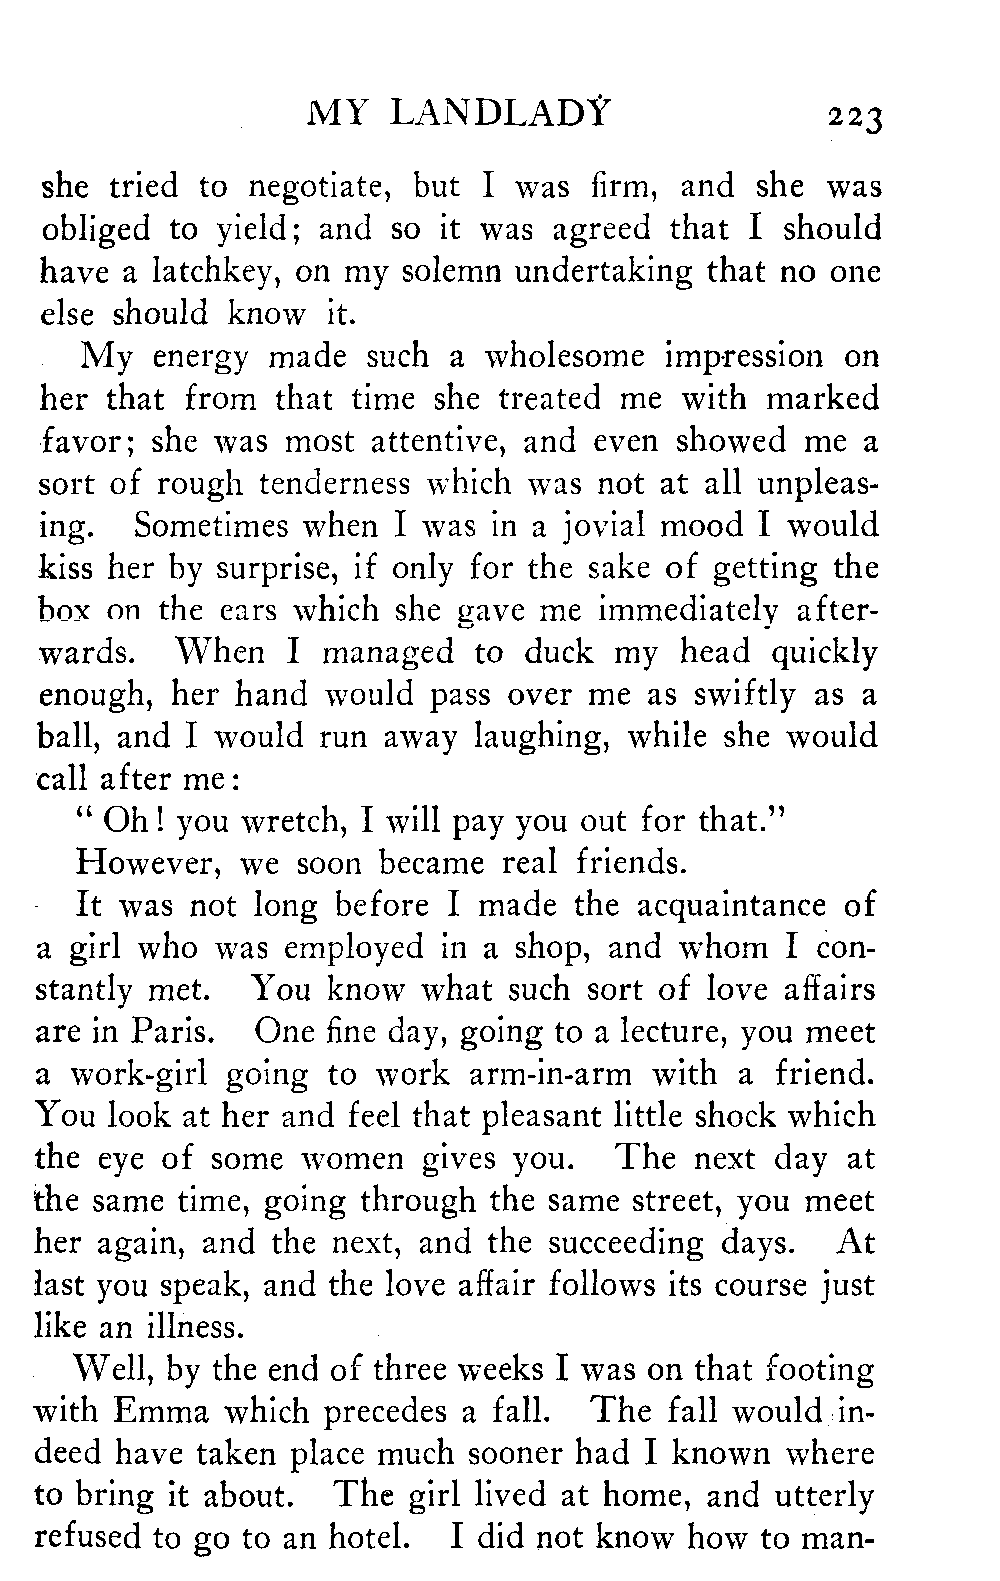 MY LANDLADY 223
she tried to negotiate, but I was firm, and she was
obliged to yield; and so it was agreed that I should
have a latchkey, on my solemn undertaking that no one
else should know it.
My energy made such a wholesome impression on
her that from that time she treated me with marked
favor; she was most attentive, and even showed me a
sort of rough tenderness which was not at all unpleas-
ing. Sometimes when I was in a jovial mood I would
kiss her by surprise, if only for the sake of getting the
box on the ears which she gave me immediately after-
wards. When I managed to duck my head quickly
enough, her hand would pass over me as swiftly as a
ball, and I would run away laughing, while she would
call after me:
" Oh! you wretch, I will pay you out for that."
However, we soon became real friends.
It was not long before I made the acquaintance of
a girl who was employed in a shop, and whom I con-
stantly met. You know what such sort of love affairs
are in Paris. One fine day, going to a lecture, you meet
a work-girl going to work arm-in-arm with a friend.
You look at her and feel that pleasant little shock which
the eye of some women gives you. The next day at
the same time, going through the same street, you meet
her again, and the next, and the succeeding days. At
last you speak, and the love affair follows its course just
like an illness.
Well, by the end of three weeks I was on that footing
with Emma which precedes a fall. The fall would in-
deed have taken place much sooner had I known where
to bring it about. The girl lived at home, and utterly
refused to go to an hotel. I did not know how to man-